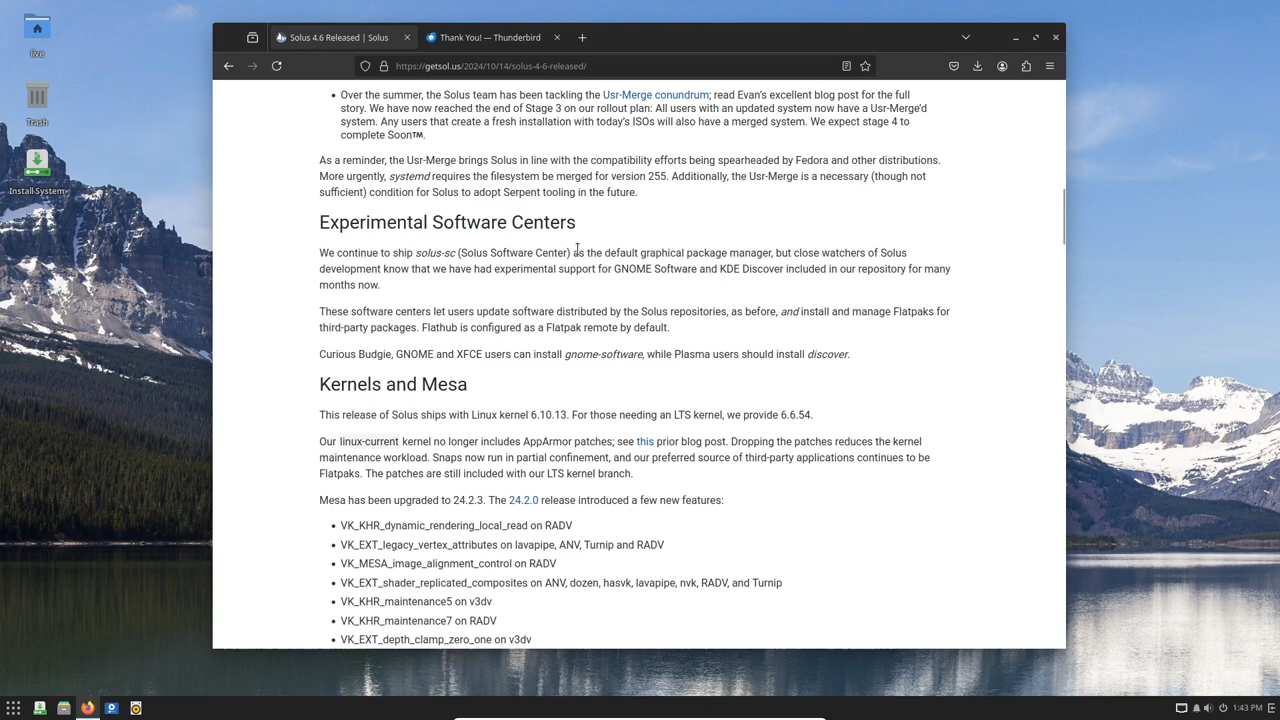 Solus 4.6 Released | Solus
Thank You! — Thunderbird
https://getsol.us/2024/10/14/solus-4-6-released/
live
Trash
Install System
• Over the summer, the Solus team has been tackling the Usr-Merge conundrum; read Evan's excellent blog post for the full
story. We have now reached the end of Stage 3 on our rollout plan: All users with an updated system now have a Usr-Merge'd
system. Any users that create a fresh installation with today's ISOs will also have a merged system. We expect stage 4 to
complete Soon™.
As a reminder, the Usr-Merge brings Solus in line with the compatibility efforts being spearheaded by Fedora and other distributions.
More urgently, systemd requires the filesystem be merged for version 255. Additionally, the Usr-Merge is a necessary (though not
sufficient) condition for Solus to adopt Serpent tooling in the future.
Experimental Software Centers
We continue to ship solus-sc (Solus Software Center) as the default graphical package manager, but close watchers of Solus
development know that we have had experimental support for GNOME Software and KDE Discover included in our repository for many
months now.
These software centers let users update software distributed by the Solus repositories, as before, and install and manage Flatpaks for
third-party packages. Flathub is configured as a Flatpak remote by default.
Curious Budgie, GNOME and XFCE users can install gnome-software, while Plasma users should install discover.
Kernels and Mesa
This release of Solus ships with Linux kernel 6.10.13. For those needing an LTS kernel, we provide 6.6.54.
Our linux-current kernel no longer includes AppArmor patches; see this prior blog post. Dropping the patches reduces the kernel
maintenance workload. Snaps now run in partial confinement, and our preferred source of third-party applications continues to be
Flatpaks. The patches are still included with our LTS kernel branch.
Mesa has been upgraded to 24.2.3. The 24.2.0 release introduced a few new features:
• VK_KHR_dynamic_rendering_local_read on RADV
• VK_EXT_legacy_vertex_attributes on lavapipe, ANV, Turnip and RADV
• VK_MESA_image_alignment_control on RADV
• VK_EXT_shader_replicated_composites on ANV, dozen, hasvk, lavapipe, nvk, RADV, and Turnip
• VK_KHR_maintenance5 on v3dv
• VK_KHR_maintenance7 on RADV
• VK_EXT_depth_clamp_zero_one on v3dv
1:43 PM